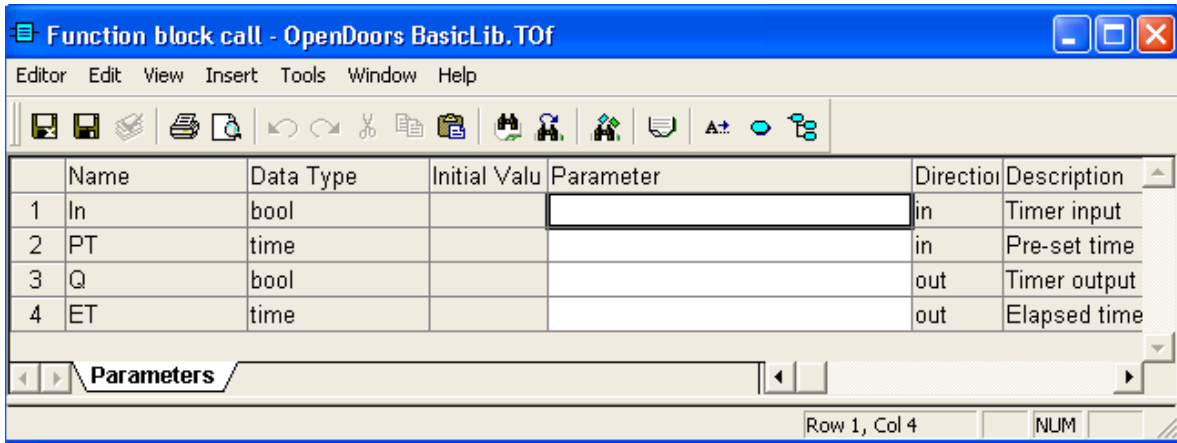 Function block call - OpenDoors BasicLib.TOf
Editor Edit View Insert Tools Window Help
A
Name Data Type Initial Valu Parameter Direction Description
1 In bool in Timer input
2 PT time in Pre-set time
3 Q bool out Timer output
4 ET time out Elapsed time
Parameters
Row 1, Col 4 NUM